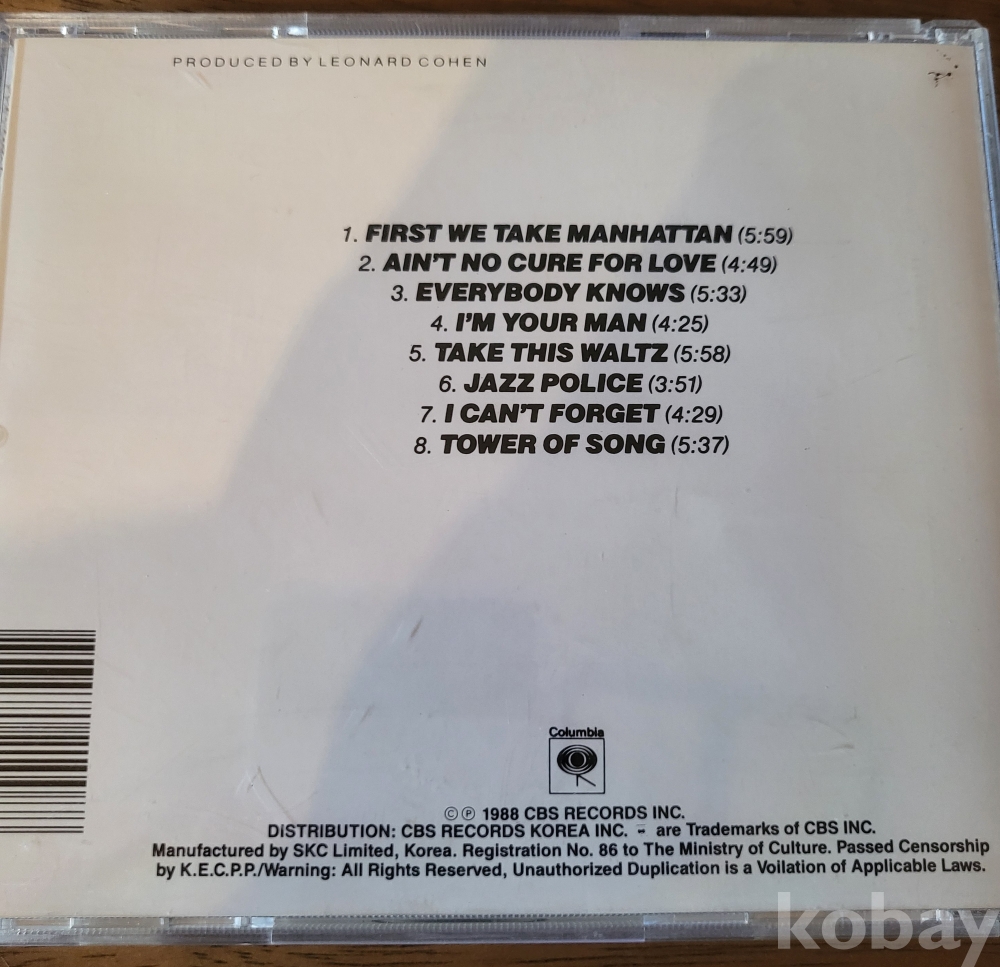 PRODUCED BY LEONARD COHEN
1. FIRST WE TAKE MANHATTAN (5:59)
2. AIN'T NO CURE FOR LOVE (4:49)
3. EVERYBODY KNOWS (5:33)
4. I'M YOUR MAN (4:25)
5. TAKE THIS WALTZ (5:58)
6. JAZZ POLICE (3:51)
7. I CAN'T FORGET (4:29)
8. TOWER OF SONG (5:37)
Columbia
© ℗ 1988 CBS RECORDS INC.
DISTRIBUTION: CBS RECORDS KOREA INC. – are Trademarks of CBS INC.
Manufactured by SKC Limited, Korea. Registration No. 86 to The Ministry of Culture. Passed Censorship
by K.E.C.P.P./Warning: All Rights Reserved, Unauthorized Duplication is a Voilation of Applicable Laws.
kobay